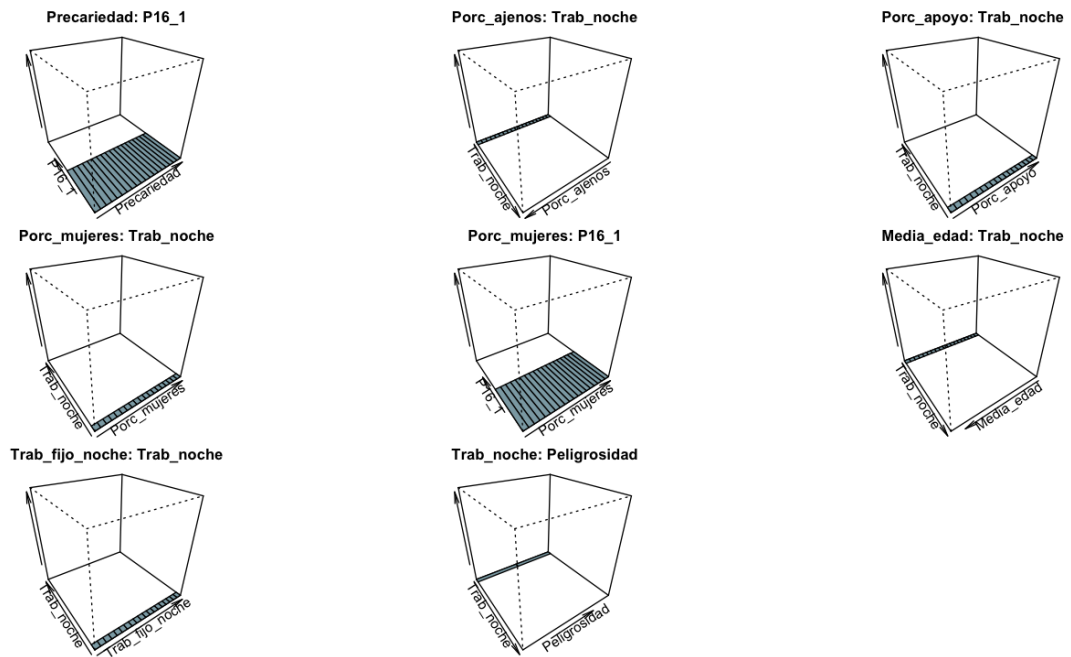 Precariedad: P16_1
Porc_ajenos: Trab_noche
Porc_apoyo: Trab_noche
P16_1
Precariedad
Trab_noche
Porc_ajenos
Trab_noche
Porc_apoyo
Porc_mujeres: Trab_noche
Porc_mujeres: P16_1
Media_edad: Trab_noche
Trab_noche
Porc_mujeres
P16_1
Porc_mujeres
Trab_noche
Media_edad
Trab_fijo_noche: Trab_noche
Trab_noche: Peligrosidad
Trab_noche
Trab_fijo_noche
Trab_noche
Peligrosidad